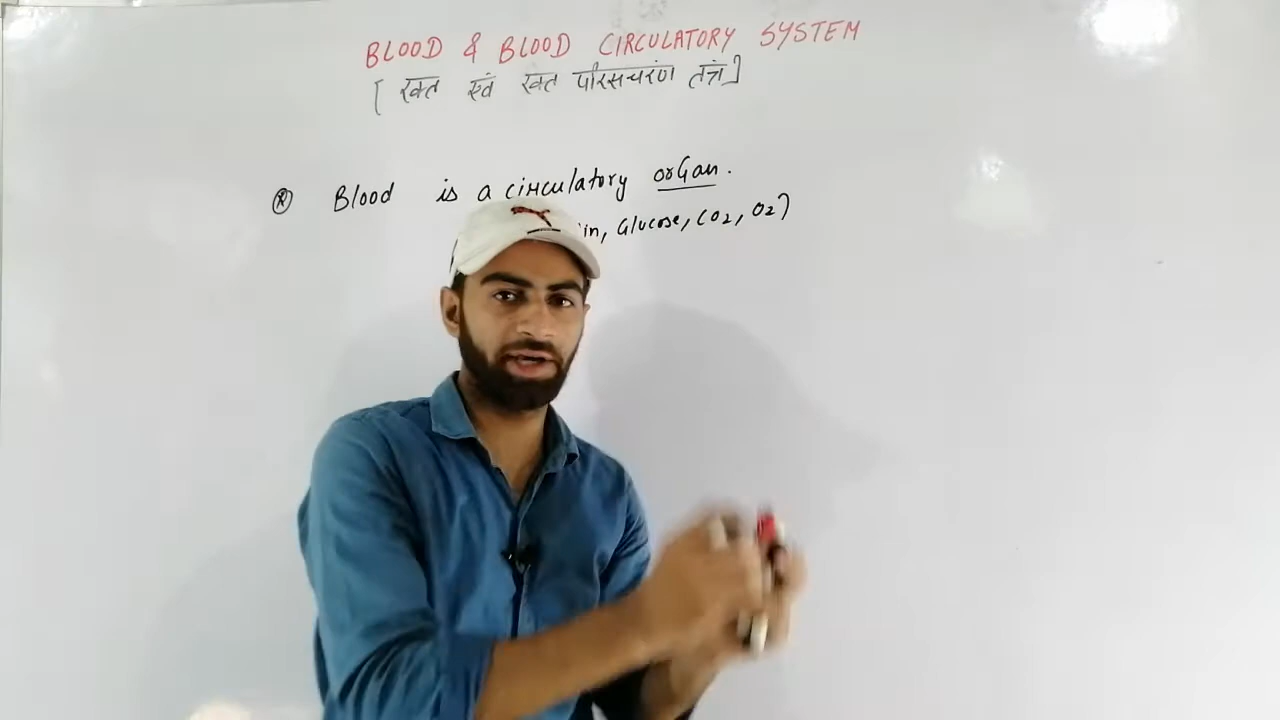 BLOOD & BLOOD CIRCULATORY SYSTEM
[ रक्त एवं रक्त परिसंचरण तंत्र ]
Blood is a circulatory orGan.
in, Glucose, CO2, O2)